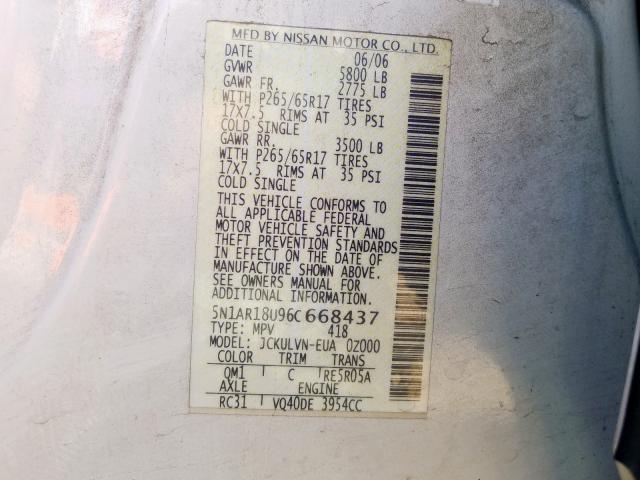 MFD BY NISSAN MOTOR CO., LTD.
DATE 06/06
GVWR 5800 LB
GAWR FR. 2775 LB
WITH P265/65R17 TIRES
17X7.5 RIMS AT 35 PSI
COLD SINGLE
GAWR RR. 3500 LB
WITH P265/65R17 TIRES
17X7.5 RIMS AT 35 PSI
COLD SINGLE
THIS VEHICLE CONFORMS TO
ALL APPLICABLE FEDERAL
MOTOR VEHICLE SAFETY AND
THEFT PREVENTION STANDARDS
IN EFFECT ON THE DATE OF
MANUFACTURE SHOWN ABOVE.
SEE OWNERS MANUAL FOR
ADDITIONAL INFORMATION.
5N1AR18U96C668437
TYPE: MPV 418
MODEL: JCKULVN-EUA 0Z000
COLOR TRIM TRANS
QM1 C RE5R05A
AXLE ENGINE
RC31 VQ40DE 3954CC